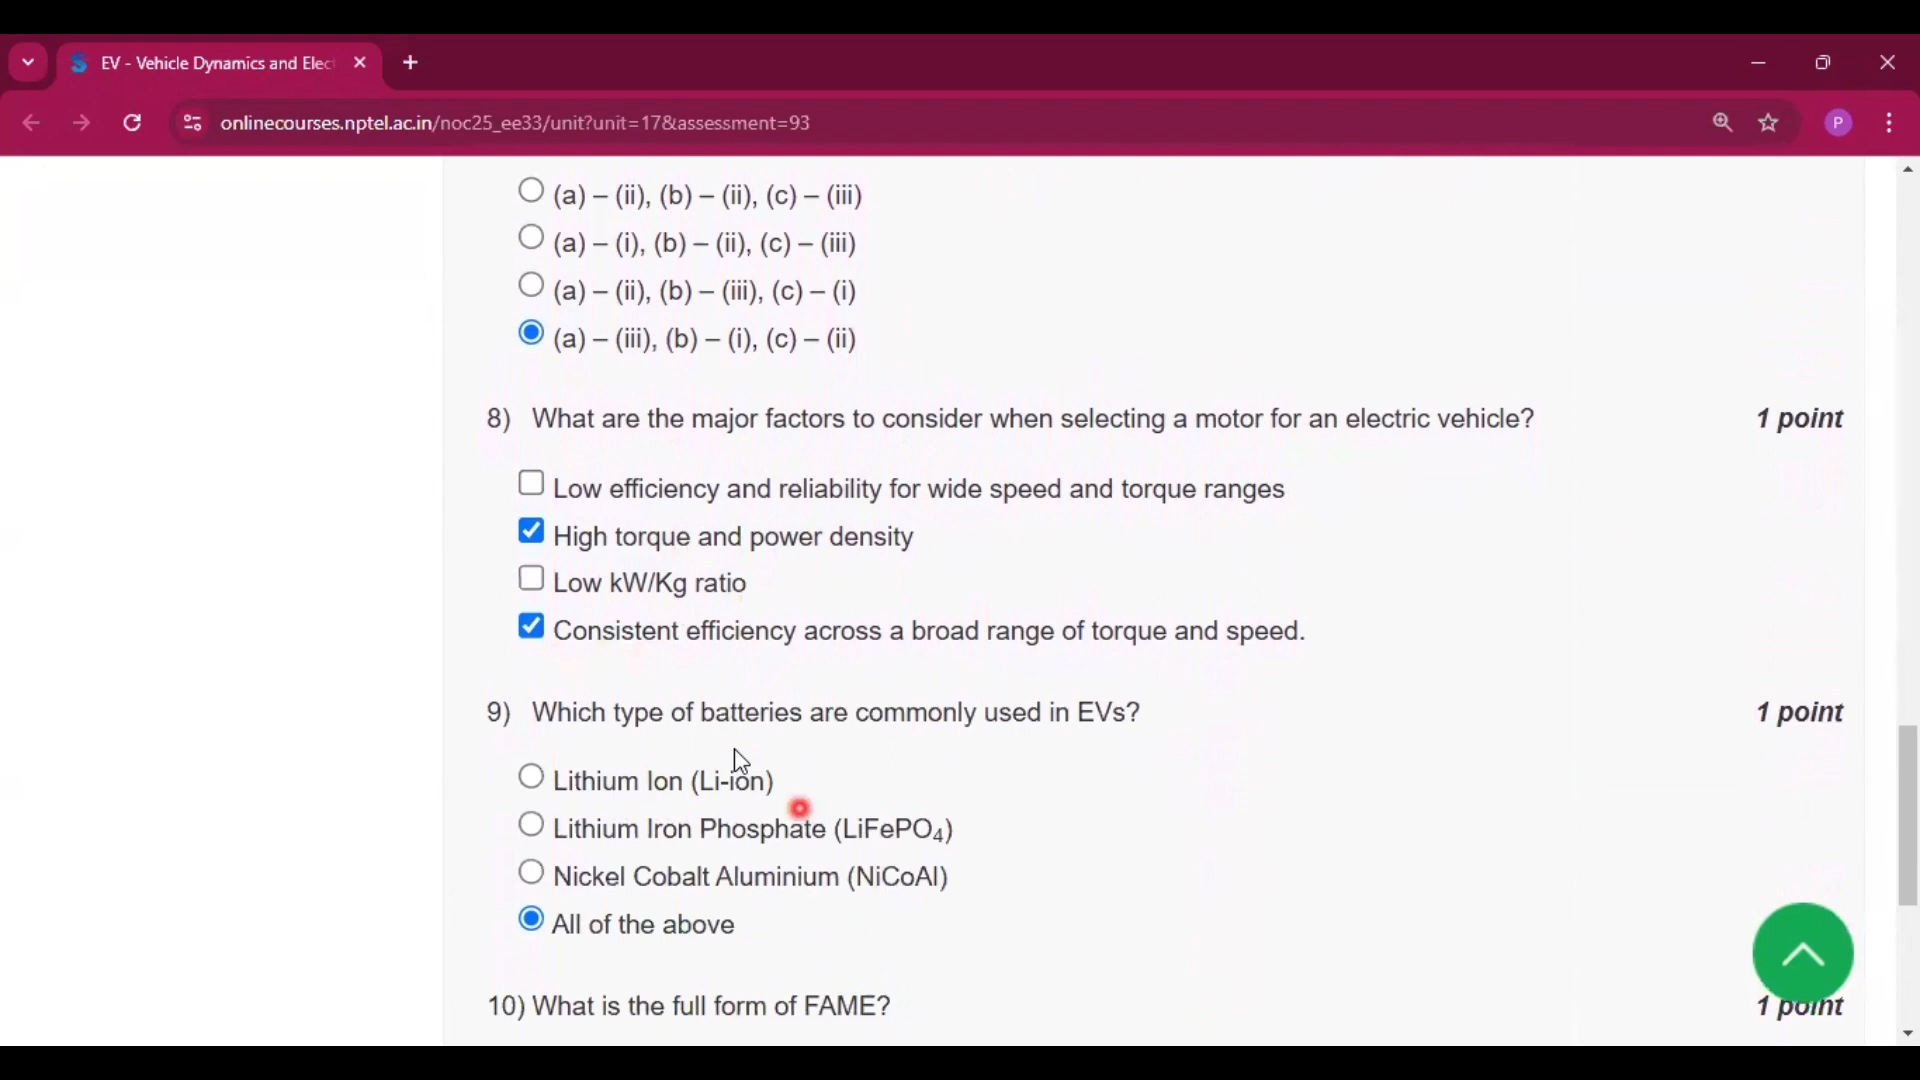 EV - Vehicle Dynamics and Elec
onlinecourses.nptel.ac.in/noc25_ee33/unit?unit=17&assessment=93
P
(a) – (ii), (b) – (ii), (c) – (iii)
(a) – (i), (b) – (ii), (c) – (iii)
(a) – (ii), (b) – (iii), (c) – (i)
(a) – (iii), (b) – (i), (c) – (ii)
8) What are the major factors to consider when selecting a motor for an electric vehicle? 1 point
Low efficiency and reliability for wide speed and torque ranges
High torque and power density
Low kW/Kg ratio
Consistent efficiency across a broad range of torque and speed.
9) Which type of batteries are commonly used in EVs? 1 point
Lithium Ion (Li-ion)
Lithium Iron Phosphate (LiFePO₄)
Nickel Cobalt Aluminium (NiCoAl)
All of the above
10) What is the full form of FAME? 1 point